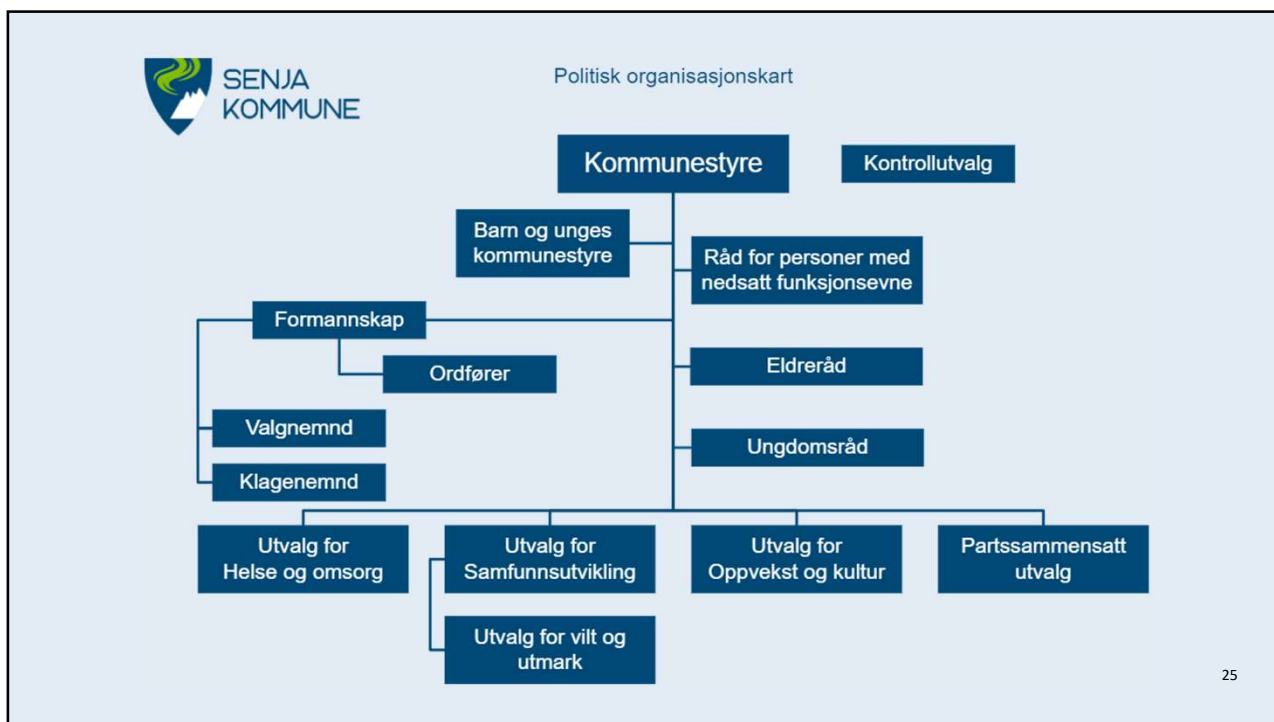 SENJA
KOMMUNE
Politisk organisasjonskart
Kommunestyre
Kontrollutvalg
Barn og unges
kommunestyre
Råd for personer med
nedsatt funksjonsevne
Formannskap
Ordfører
Eldreråd
Valgnemnd
Ungdomsråd
Klagenemnd
Utvalg for
Helse og omsorg
Utvalg for
Samfunnsutvikling
Utvalg for
Oppvekst og kultur
Partssammensatt
utvalg
Utvalg for vilt og
utmark
25